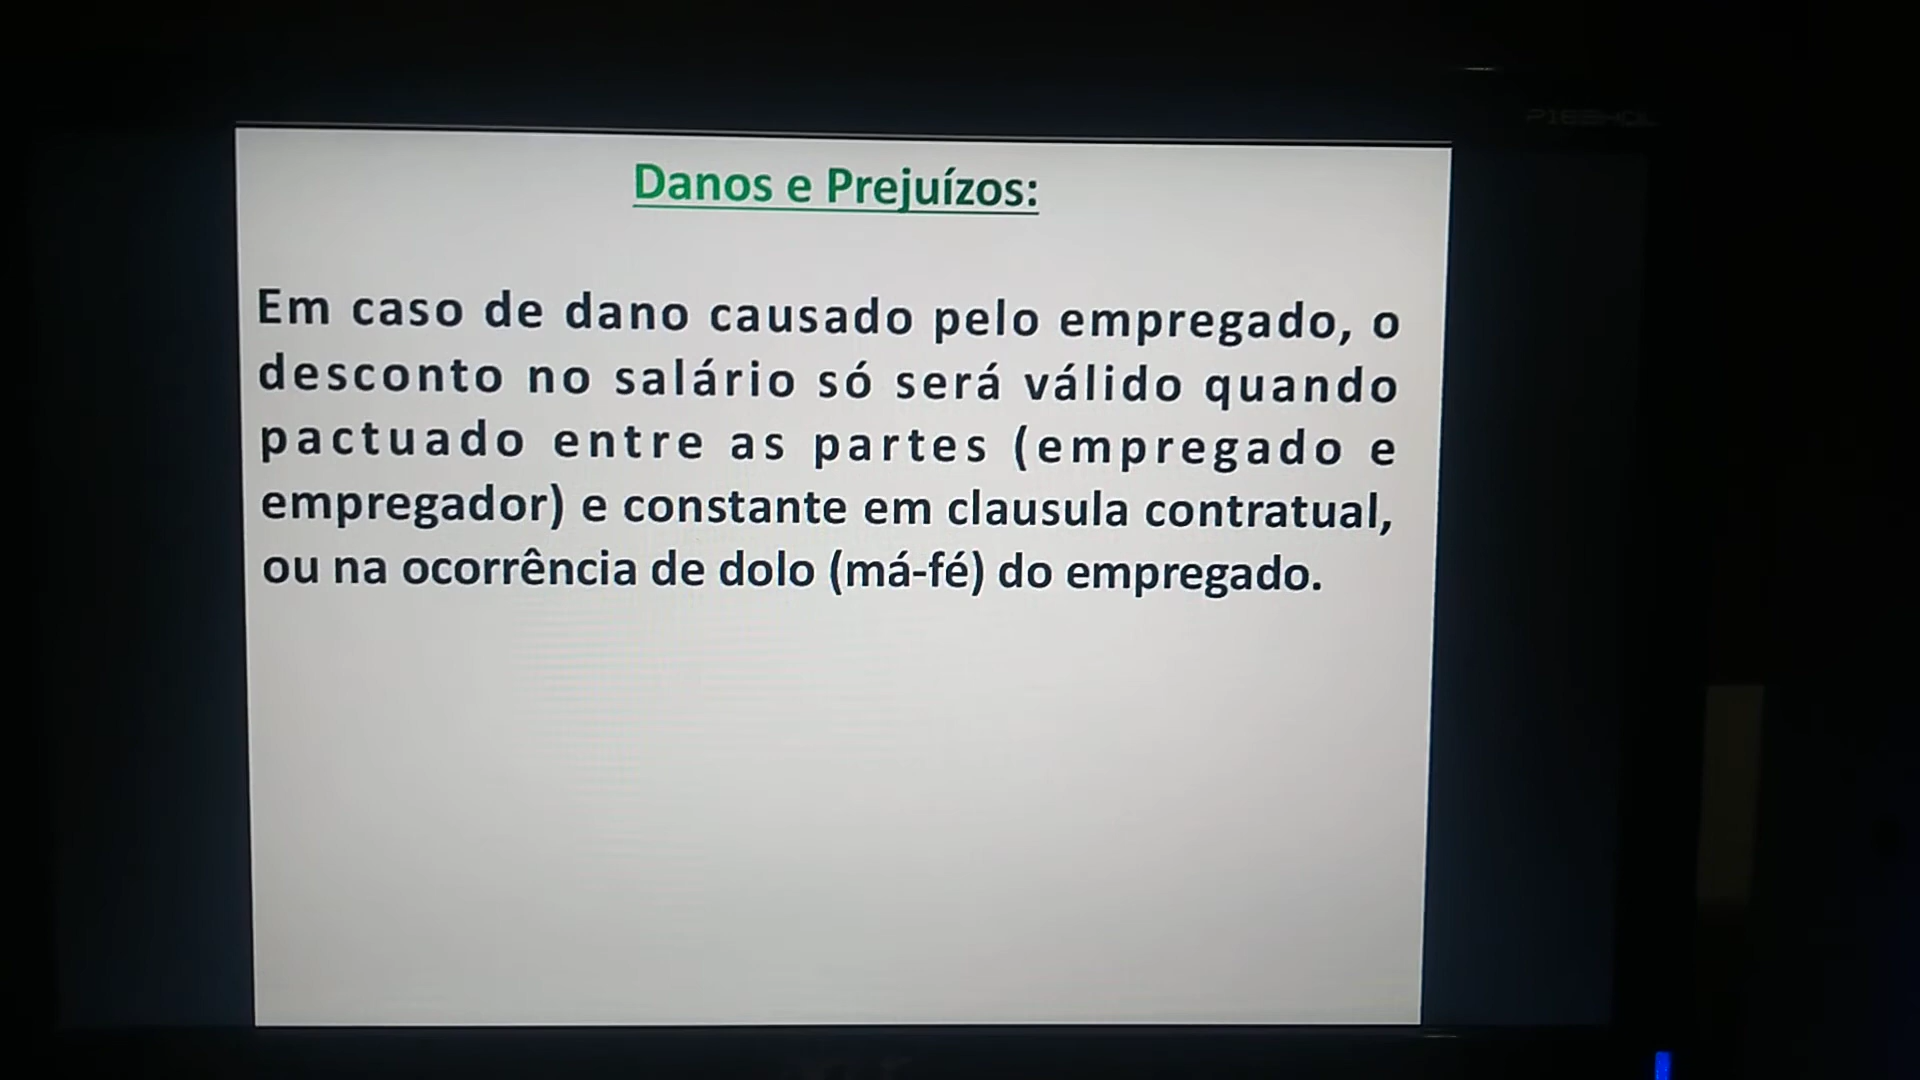 Danos e Prejuízos:
Em caso de dano causado pelo empregado, o
desconto no salário só será válido quando
pactuado entre as partes (empregado e
empregador) e constante em clausula contratual,
ou na ocorrência de dolo (má-fé) do empregado.